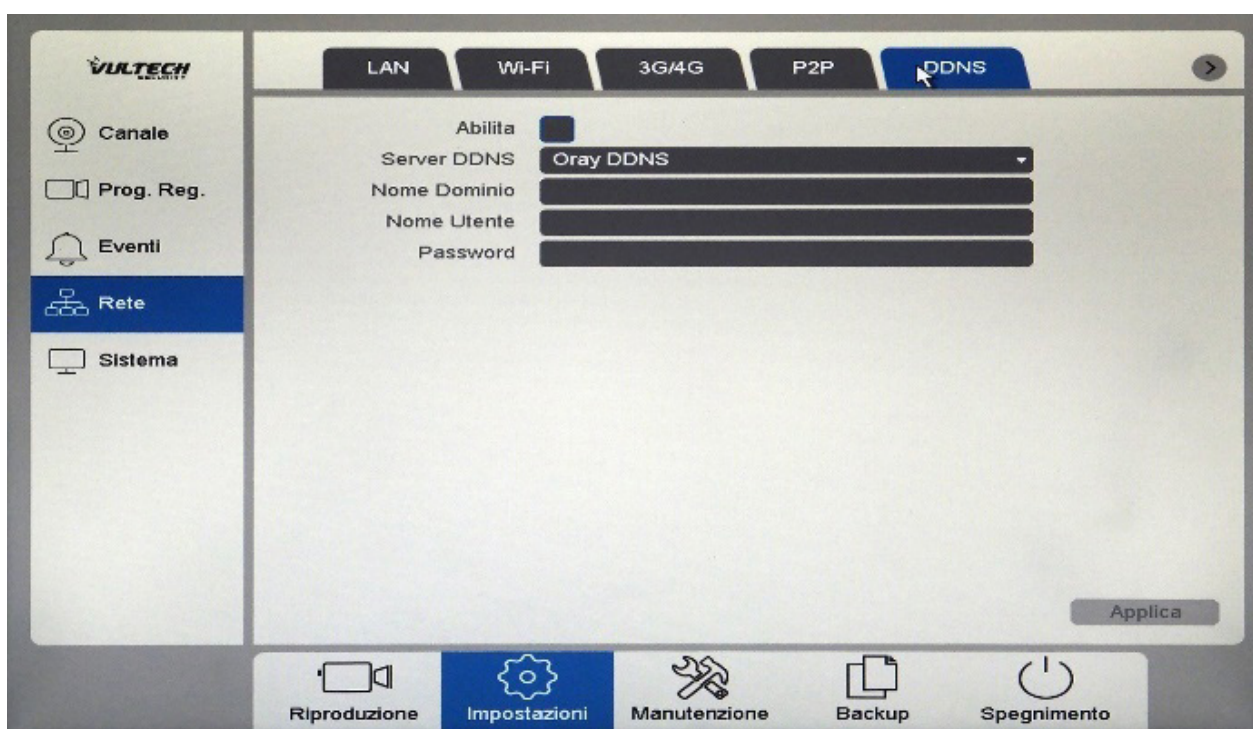 VULTECH
SECURITY
LAN
Wi-Fi
3G/4G
P2P
DDNS
Canale
Prog. Reg.
Eventi
Rete
Sistema
Abilita
Server DDNS Oray DDNS
Nome Dominio
Nome Utente
Password
Applica
Riproduzione
Impostazioni
Manutenzione
Backup
Spegnimento